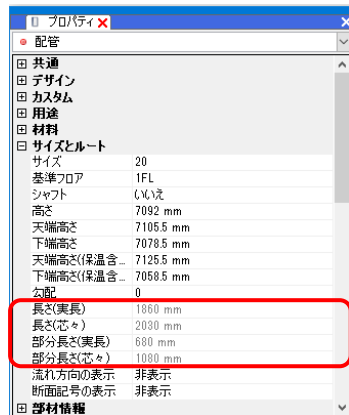 プロパティ
配管
共通
デザイン
カスタム
用途
材料
サイズとルート
サイズ 20
基準フロア 1FL
シャフト いいえ
高さ 7092 mm
天端高さ 7105.5 mm
下端高さ 7078.5 mm
天端高さ(保温含... 7125.5 mm
下端高さ(保温含... 7058.5 mm
勾配 0
長さ(実長) 1860 mm
長さ(芯々) 2030 mm
部分長さ(実長) 680 mm
部分長さ(芯々) 1080 mm
流れ方向の表示 非表示
断面記号の表示 非表示
部材情報